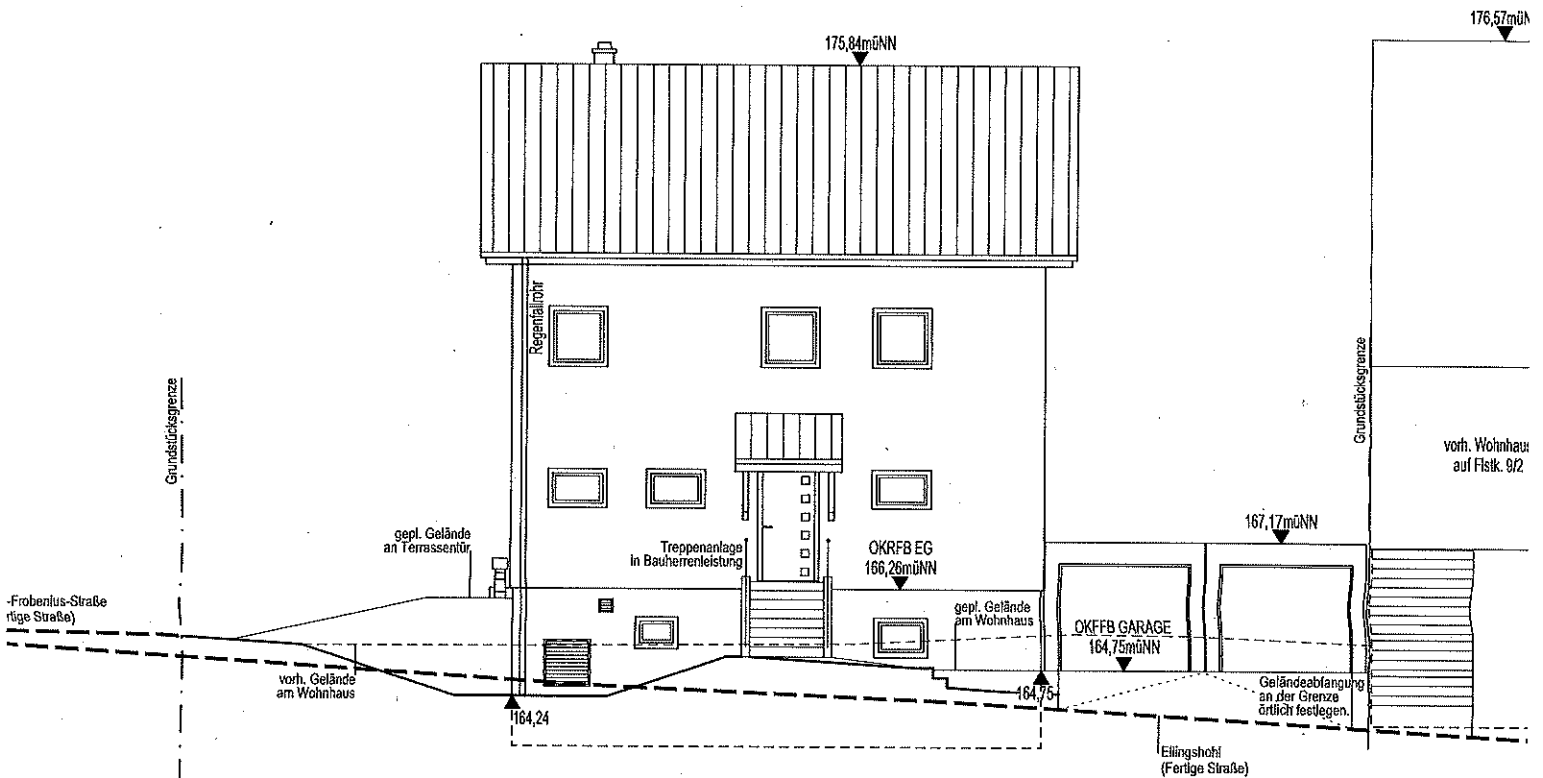 176,57müN
175,84müNN
Regenfallrohr
Grundstücksgrenze
Grundstücksgrenze
vorh. Wohnhaus
auf Flstk. 9/2
gepl. Gelände
an Terrassentür
Treppenanlage
in Bauherrenleistung
OKRFB EG
166,26müNN
167,17müNN
-Frobenius-Straße
rtige Straße)
gepl. Gelände
am Wohnhaus
OKFFB GARAGE
164,75müNN
vorh. Gelände
am Wohnhaus
Geländeabfangung
an der Grenze
örtlich festlegen.
164,24
164,75
Ellingshohl
(Fertige Straße)